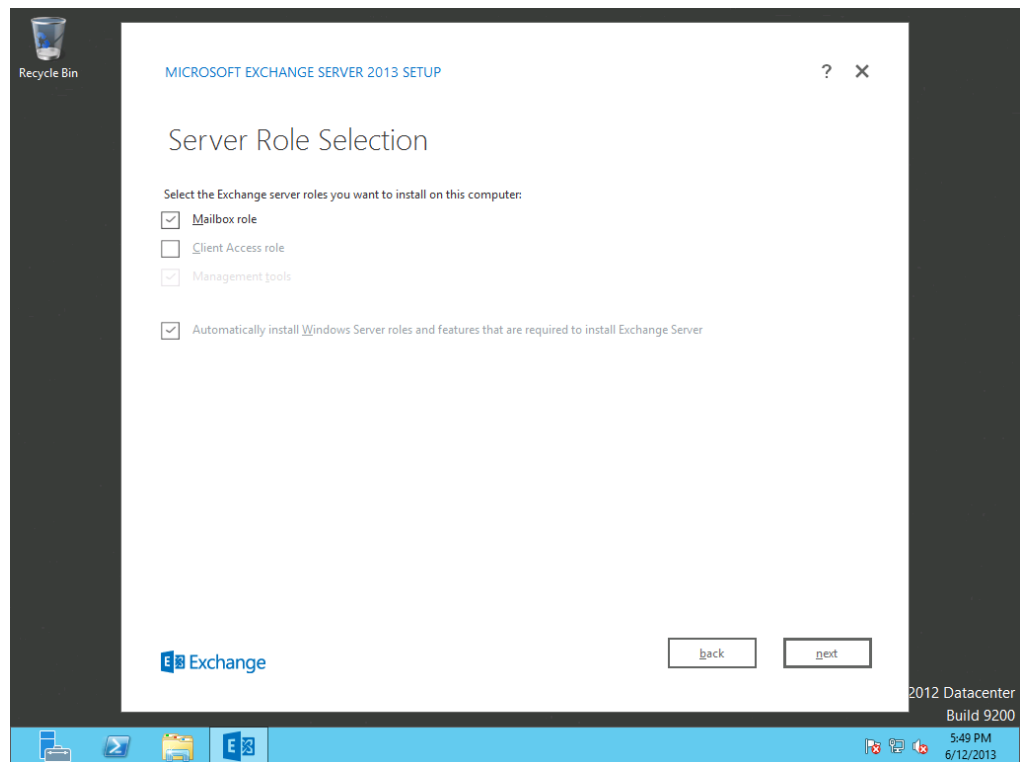 Recycle Bin
MICROSOFT EXCHANGE SERVER 2013 SETUP
?
Server Role Selection
Select the Exchange server roles you want to install on this computer:
Mailbox role
Client Access role
Management tools
Automatically install Windows Server roles and features that are required to install Exchange Server
E Exchange
back
next
2012 Datacenter
Build 9200
E
5:49 PM
6/12/2013